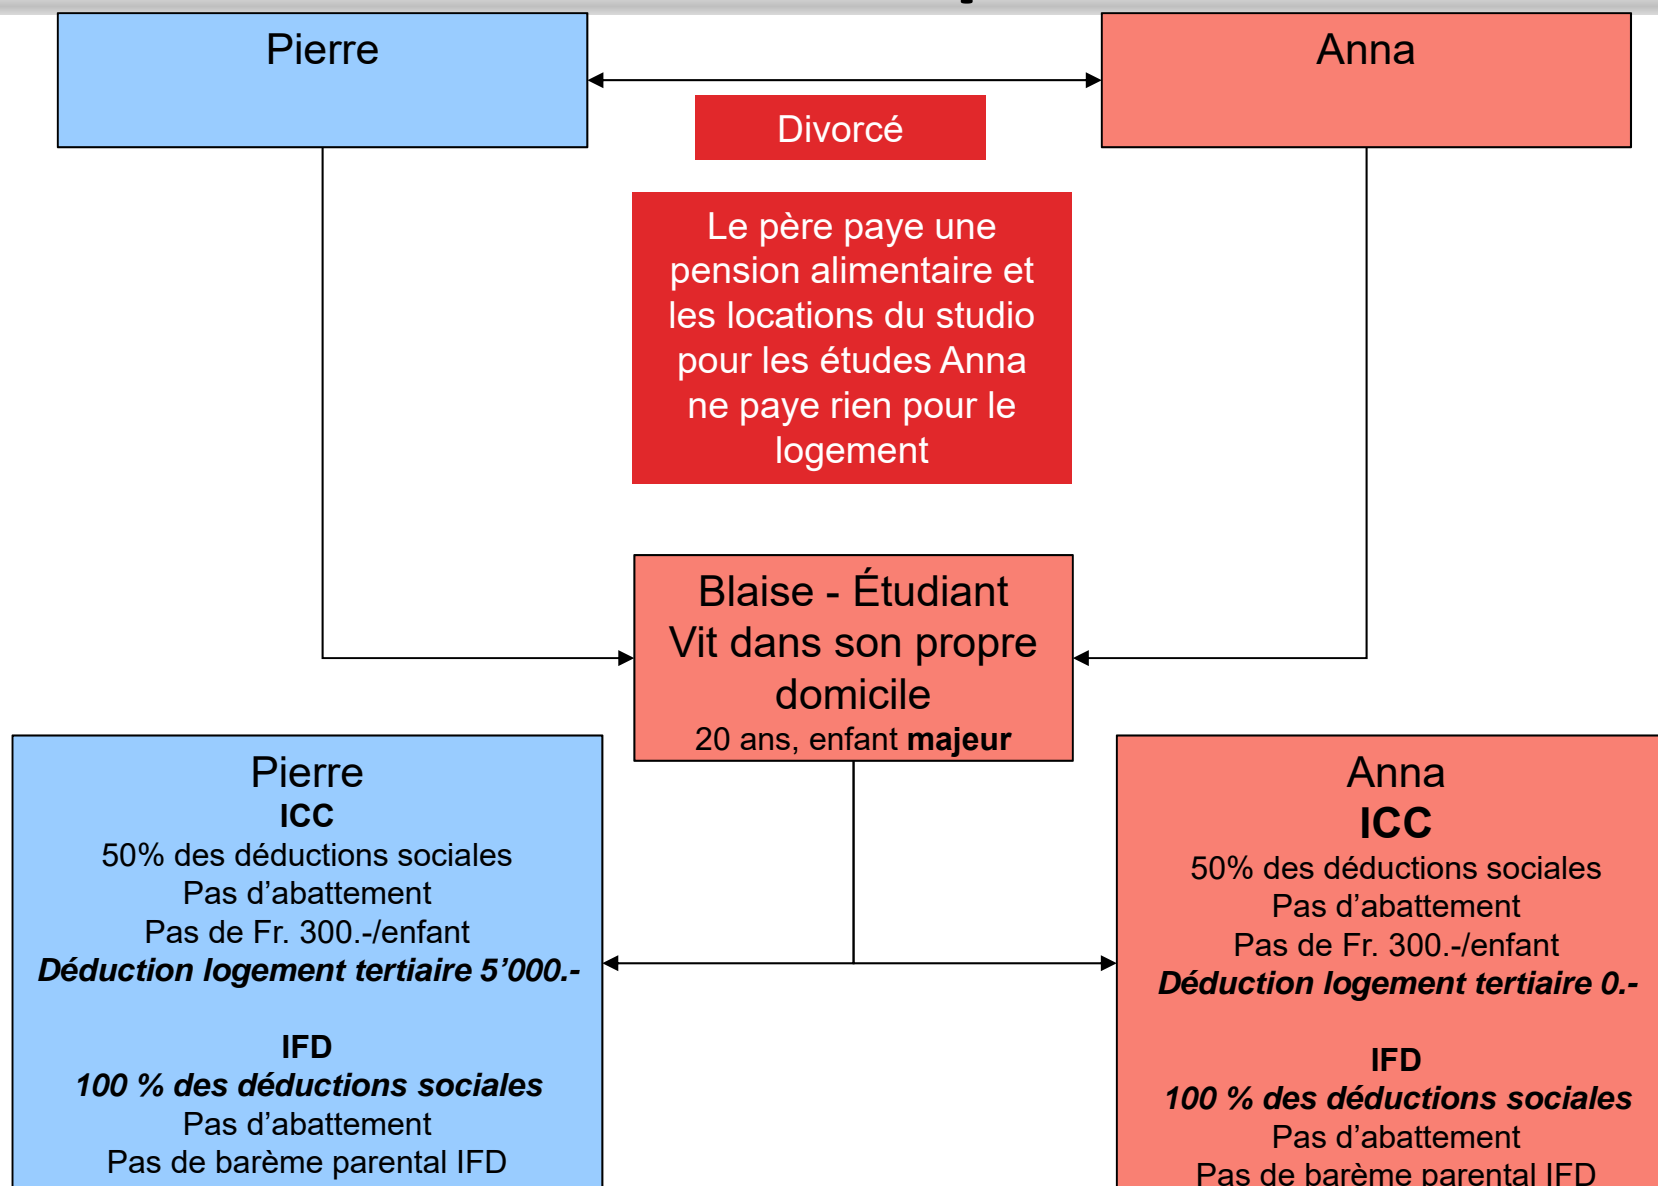 Pierre
Anna
Divorcé
Le père paye une
pension alimentaire et
les locations du studio
pour les études Anna
ne paye rien pour le
logement
Blaise - Étudiant
Vit dans son propre
domicile
20 ans, enfant majeur
Pierre
ICC
50% des déductions sociales
Pas d’abattement
Pas de Fr. 300.-/enfant
Déduction logement tertiaire 5’000.-
IFD
100 % des déductions sociales
Pas d’abattement
Pas de barème parental IFD
Anna
ICC
50% des déductions sociales
Pas d’abattement
Pas de Fr. 300.-/enfant
Déduction logement tertiaire 0.-
IFD
100 % des déductions sociales
Pas d’abattement
Pas de barème parental IFD